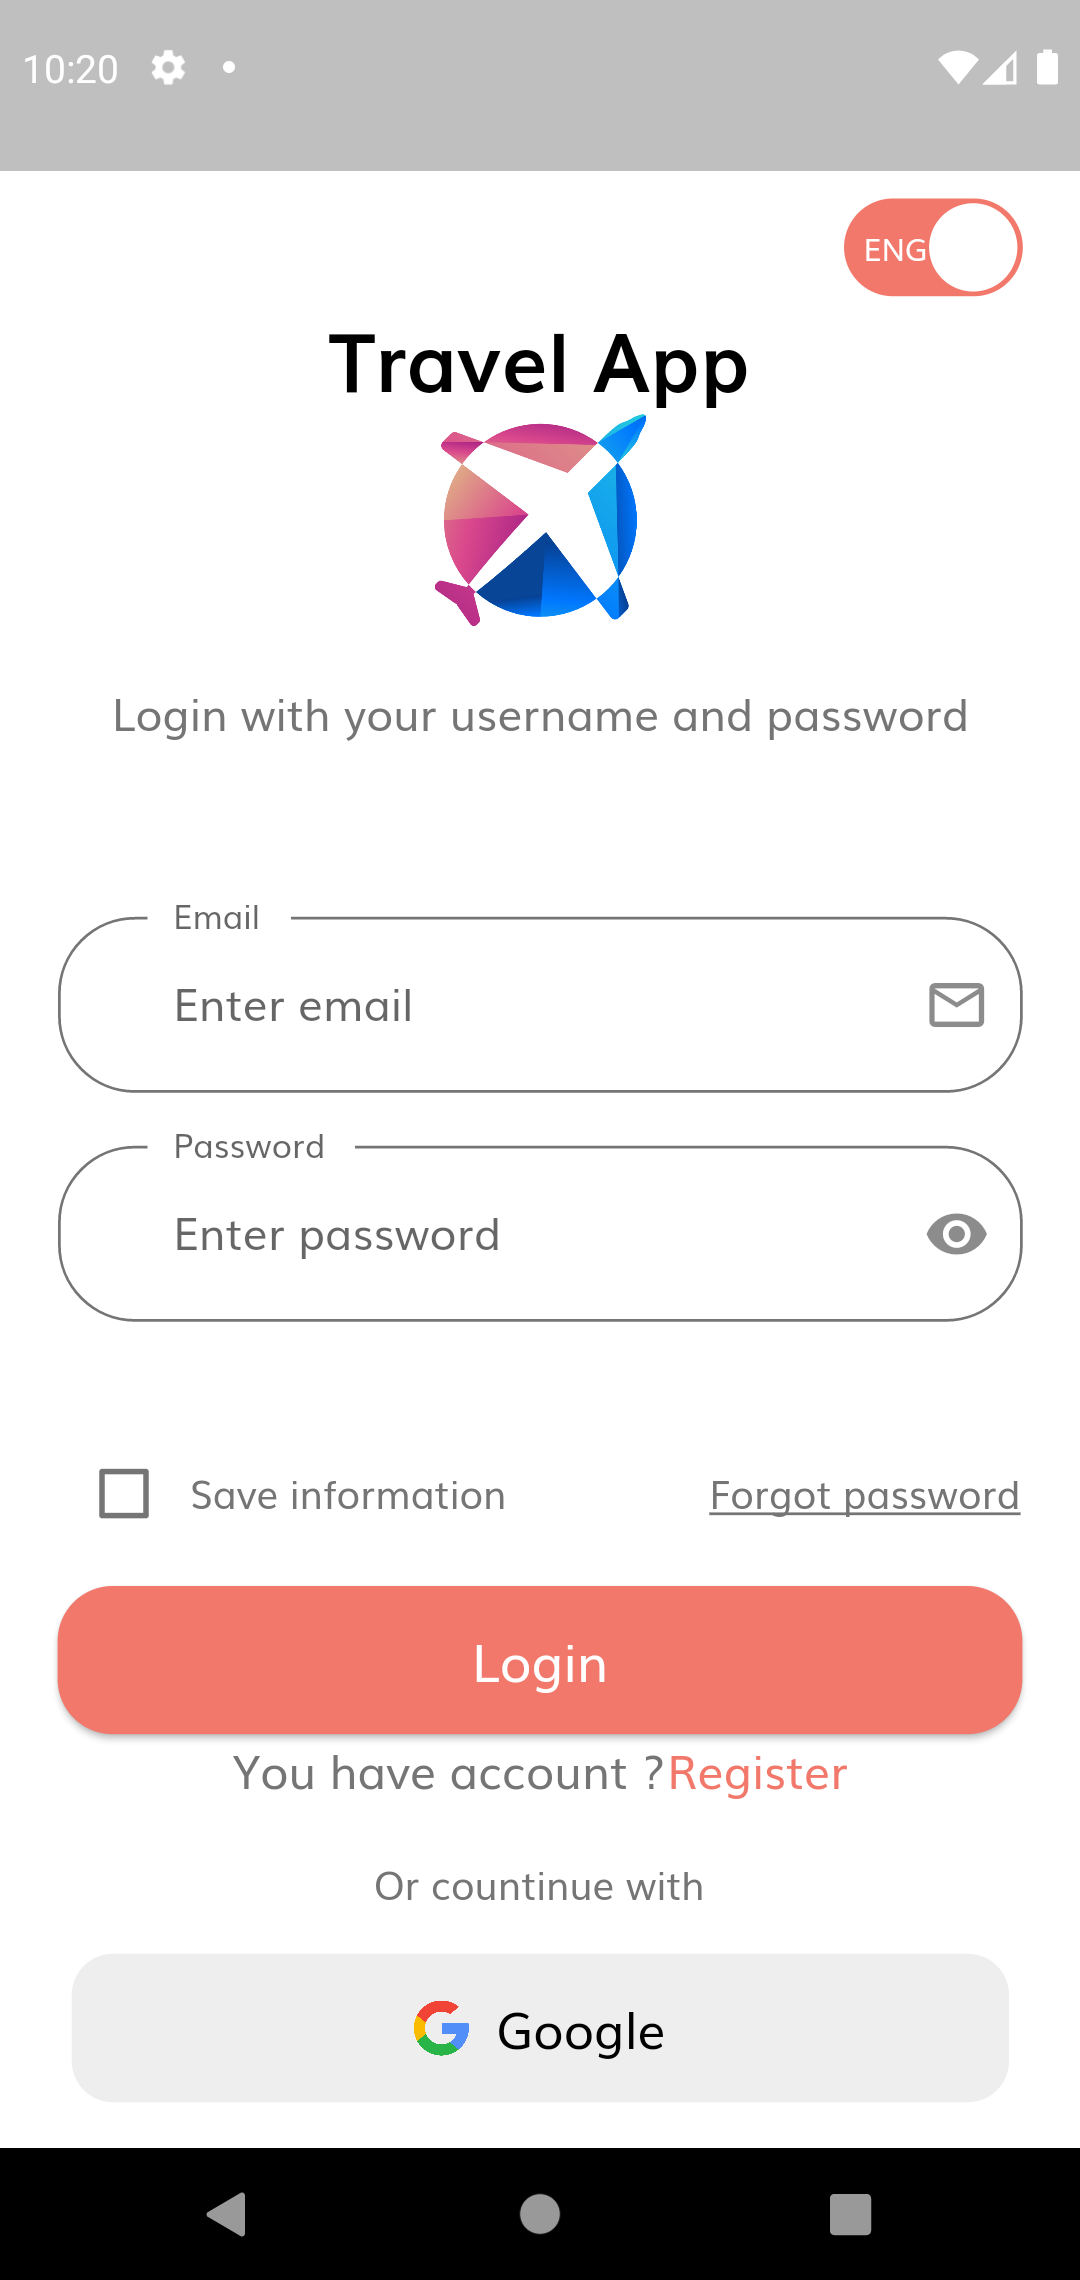 10:20
ENG
Travel App
Login with your username and password
Email
Enter email
Password
Enter password
Save information Forgot password
Login
You have account ?Register
Or countinue with
Google